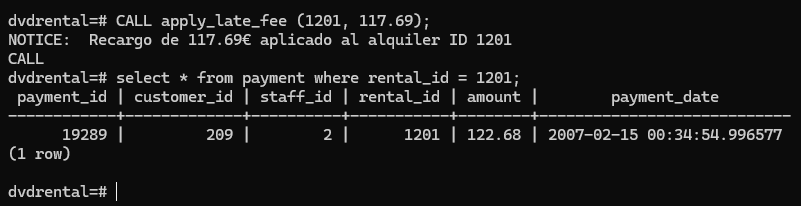 dvdrental=# CALL apply_late_fee (1201, 117.69);
NOTICE:  Recargo de 117.69€ aplicado al alquiler ID 1201
CALL
dvdrental=# select * from payment where rental_id = 1201;
 payment_id | customer_id | staff_id | rental_id | amount |        payment_date
------------+-------------+----------+-----------+--------+----------------------------
      19289 |         209 |        2 |      1201 | 122.68 | 2007-02-15 00:34:54.996577
(1 row)
dvdrental=#